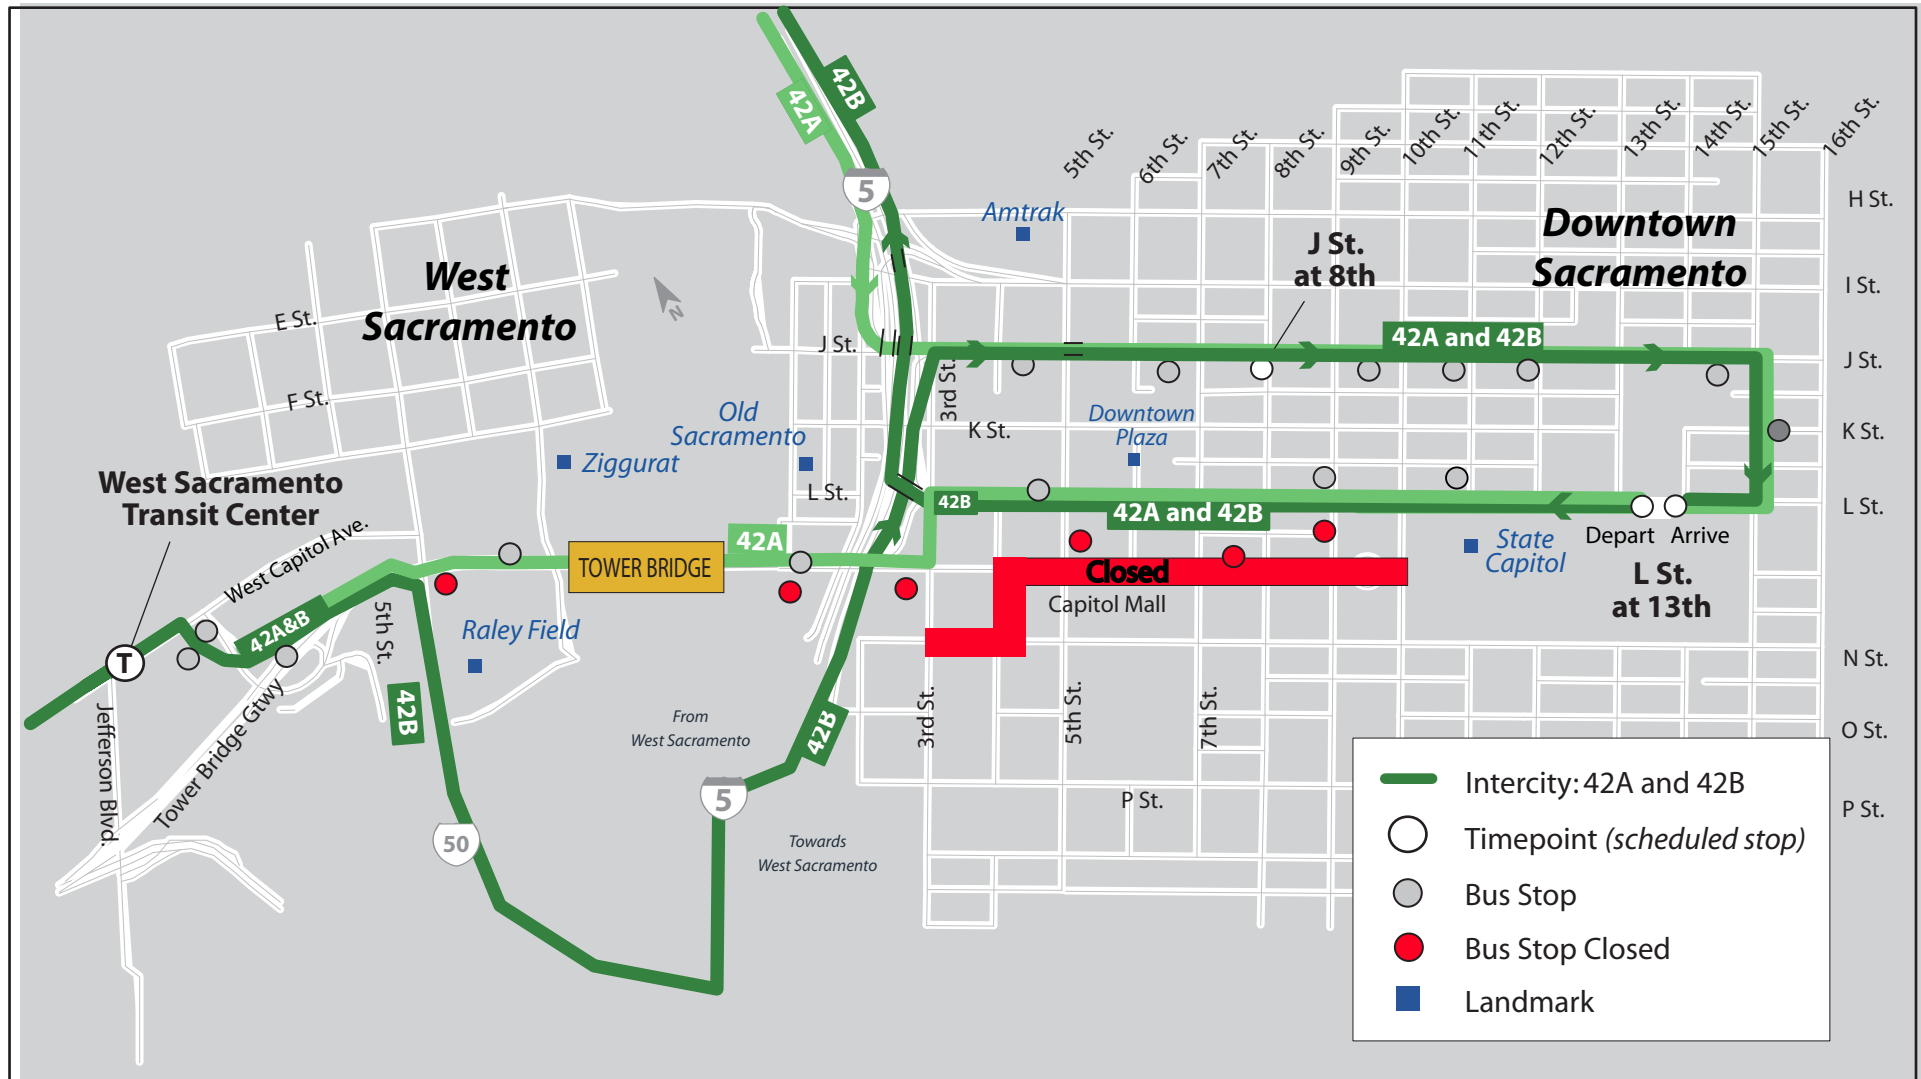 42B
42A
5
5th St.
6th St.
7th St.
8th St.
9th St.
10th St.
11th St.
12th St.
13th St.
14th St.
15th St.
16th St.
H St.
Amtrak
J St.
at 8th
Downtown
Sacramento
West
Sacramento
N
I St.
E St.
J St.
42A and 42B
J St.
3rd St.
F St.
Old
Sacramento
Downtown
Plaza
K St.
K St.
Ziggurat
West Sacramento
Transit Center
L St.
42B
42A and 42B
L St.
Depart
Arrive
L St.
at 13th
State
Capitol
42A
TOWER BRIDGE
Closed
Capitol Mall
West Capitol Ave.
42A&B
5th St.
Raley Field
T
N St.
Jefferson Blvd.
Tower Bridge Gtwy
42B
From
West Sacramento
42B
3rd St.
5th St.
7th St.
O St.
5
P St.
P St.
50
Towards
West Sacramento
Intercity: 42A and 42B
Timepoint (scheduled stop)
Bus Stop
Bus Stop Closed
Landmark